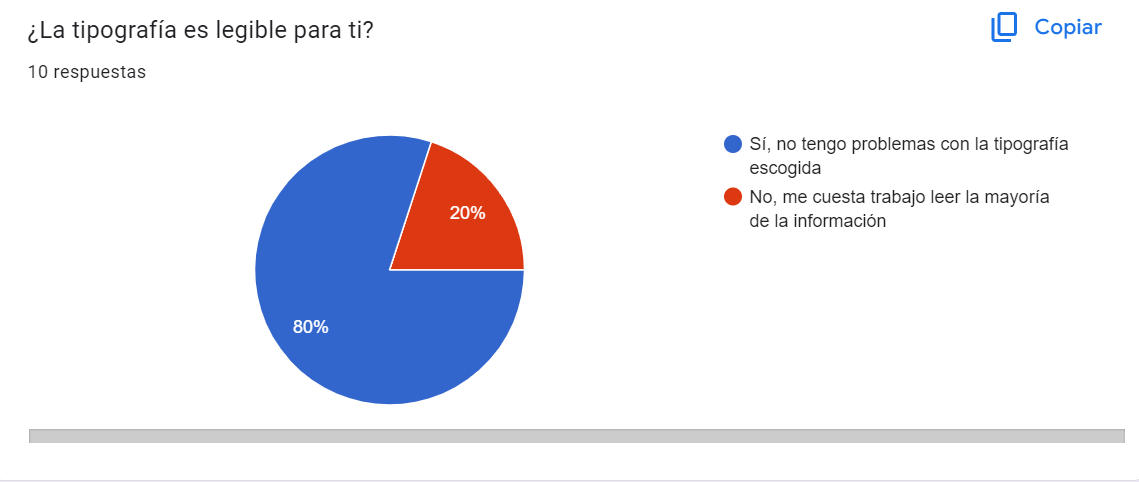 ¿La tipografía es legible para ti?
Copiar
10 respuestas
Sí, no tengo problemas con la tipografía
escogida
No, me cuesta trabajo leer la mayoría
de la información
20%
80%